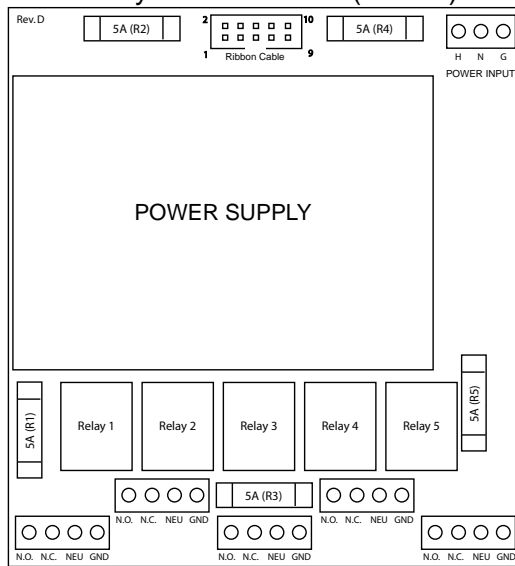 Rev.D
5A (R2)
2
10
5A (R4)
1
Ribbon Cable
9
H N G
POWER INPUT
POWER SUPPLY
5A (R1)
Relay 1
Relay 2
Relay 3
Relay 4
Relay 5
5A (R5)
5A (R3)
N.O. N.C. NEU GND
N.O. N.C. NEU GND
N.O. N.C. NEU GND
N.O. N.C. NEU GND
N.O. N.C. NEU GND